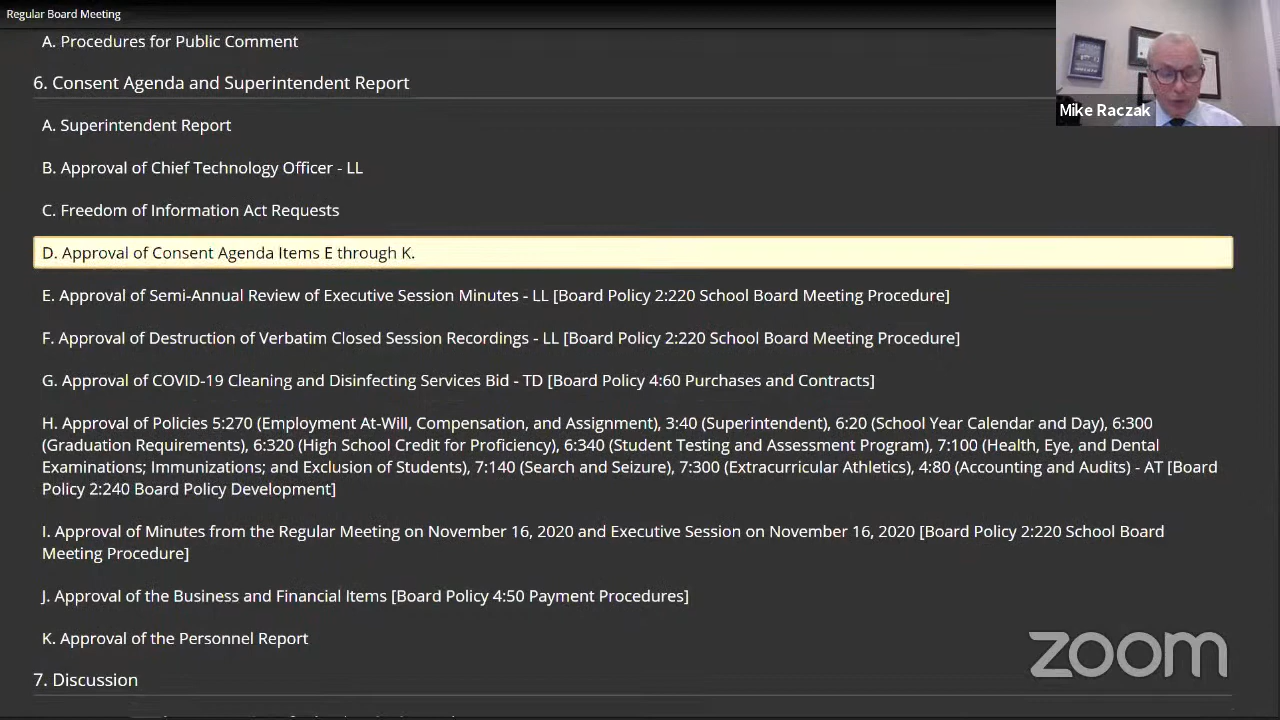 Regular Board Meeting
A. Procedures for Public Comment
Mike Raczak
6. Consent Agenda and Superintendent Report
A. Superintendent Report
B. Approval of Chief Technology Officer - LL
C. Freedom of Information Act Requests
D. Approval of Consent Agenda Items E through K.
E. Approval of Semi-Annual Review of Executive Session Minutes - LL [Board Policy 2:220 School Board Meeting Procedure]
F. Approval of Destruction of Verbatim Closed Session Recordings - LL [Board Policy 2:220 School Board Meeting Procedure]
G. Approval of COVID-19 Cleaning and Disinfecting Services Bid - TD [Board Policy 4:60 Purchases and Contracts]
H. Approval of Policies 5:270 (Employment At-Will, Compensation, and Assignment), 3:40 (Superintendent), 6:20 (School Year Calendar and Day), 6:300
(Graduation Requirements), 6:320 (High School Credit for Proficiency), 6:340 (Student Testing and Assessment Program), 7:100 (Health, Eye, and Dental
Examinations; Immunizations; and Exclusion of Students), 7:140 (Search and Seizure), 7:300 (Extracurricular Athletics), 4:80 (Accounting and Audits) - AT [Board
Policy 2:240 Board Policy Development]
I. Approval of Minutes from the Regular Meeting on November 16, 2020 and Executive Session on November 16, 2020 [Board Policy 2:220 School Board
Meeting Procedure]
J. Approval of the Business and Financial Items [Board Policy 4:50 Payment Procedures]
K. Approval of the Personnel Report
zoom
7. Discussion